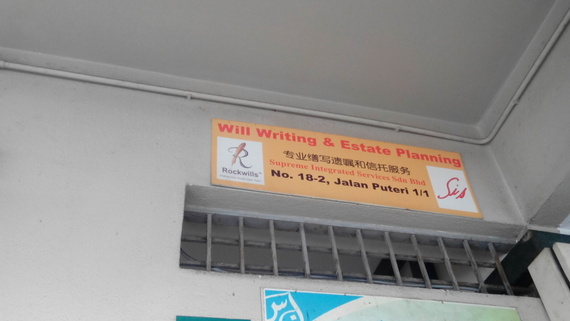 Will Writing & Estate Planning
专业缮写遗嘱和信托服务
Supreme Integrated Services Sdn Bhd
No. 18-2, Jalan Puteri 1/1
R
Rockwills
Sis